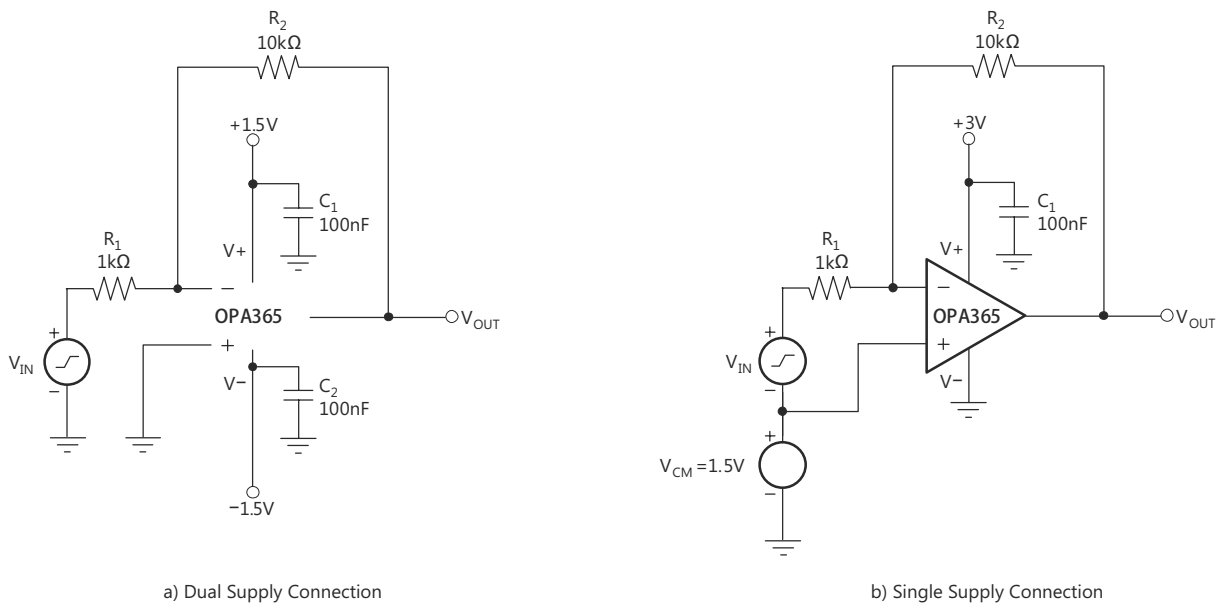 R2
10kΩ
+1.5V
C1
100nF
V+
R1
1kΩ
−
OPA365
+
VOUT
+
VIN
−
V−
C2
100nF
−1.5V
a) Dual Supply Connection
R2
10kΩ
+3V
C1
100nF
V+
R1
1kΩ
−
OPA365
+
VOUT
+
VIN
−
V−
+
VCM=1.5V
−
b) Single Supply Connection